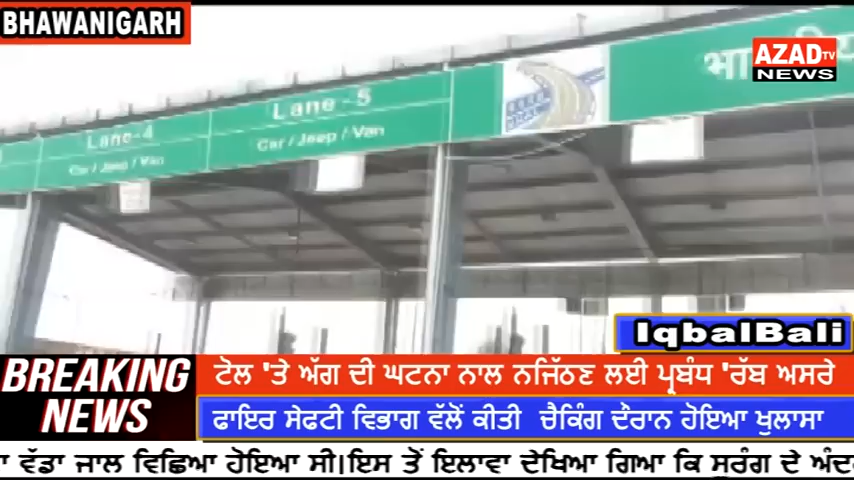 BHAWANIGARH
AZAD TV
NEWS
Lane-4
Car / Jeep / Van
Lane-5
Car / Jeep / Van
IqbalBali
BREAKING
NEWS
ਟੋਲ 'ਤੇ ਅੱਗ ਦੀ ਘਟਨਾ ਨਾਲ ਨਜਿੱਠਣ ਲਈ ਪ੍ਰਬੰਧ 'ਰੱਬ ਅਸਰੇ
ਫਾਇਰ ਸੇਫਟੀ ਵਿਭਾਗ ਵੱਲੋਂ ਕੀਤੀ ਚੈਕਿੰਗ ਦੌਰਾਨ ਹੋਇਆ ਖੁਲਾਸਾ
ਵੱਡਾ ਜਾਲ ਵਿਛਿਆ ਹੋਇਆ ਸੀ।ਇਸ ਤੋਂ ਇਲਾਵਾ ਦੇਖਿਆ ਗਿਆ ਕਿ ਸੁਰੰਗ ਦੇ